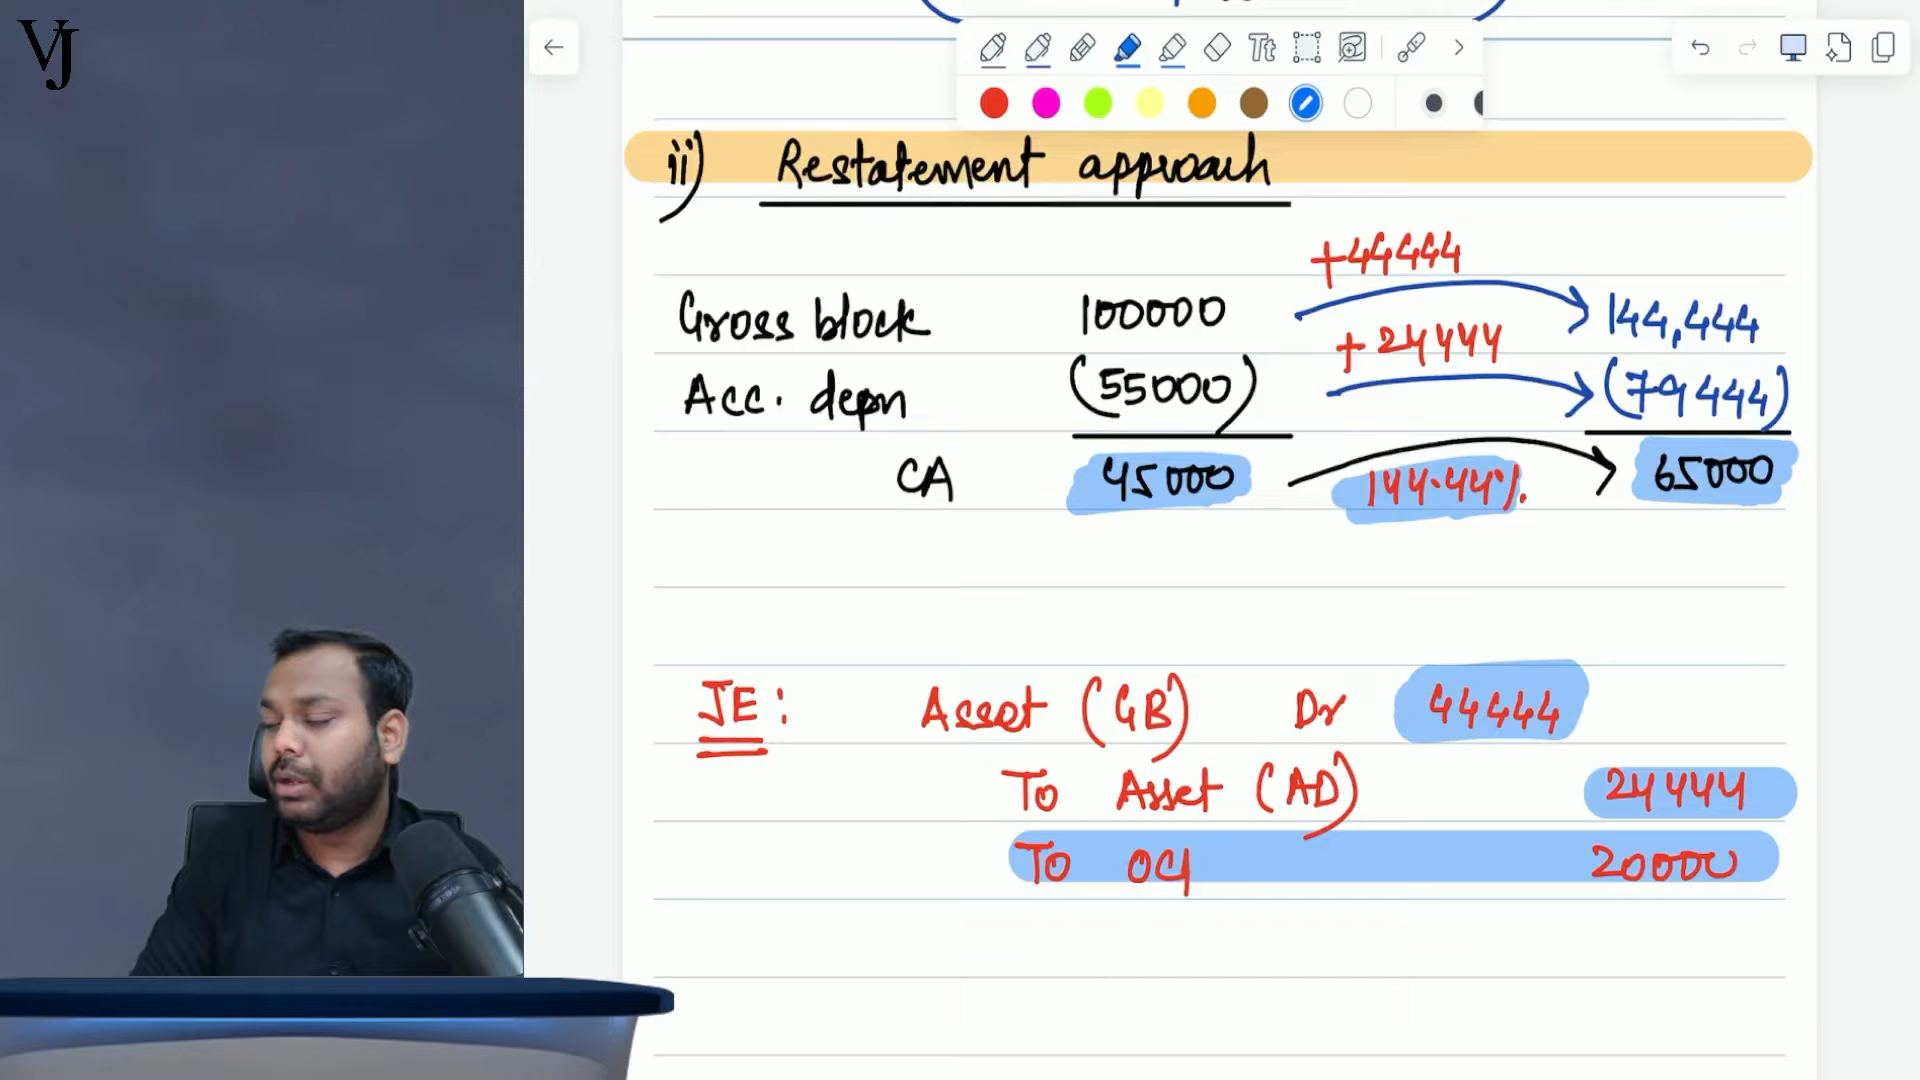 VJ
Tt
ii) Restatement approach
+44444
Gross block 100000 144,444
+24444
Acc. depn (55000) (79444)
CA 45000 144.44% 65000
JE: Asset (GB) Dr 44444
To Asset (AD) 24444
To OCI 20000